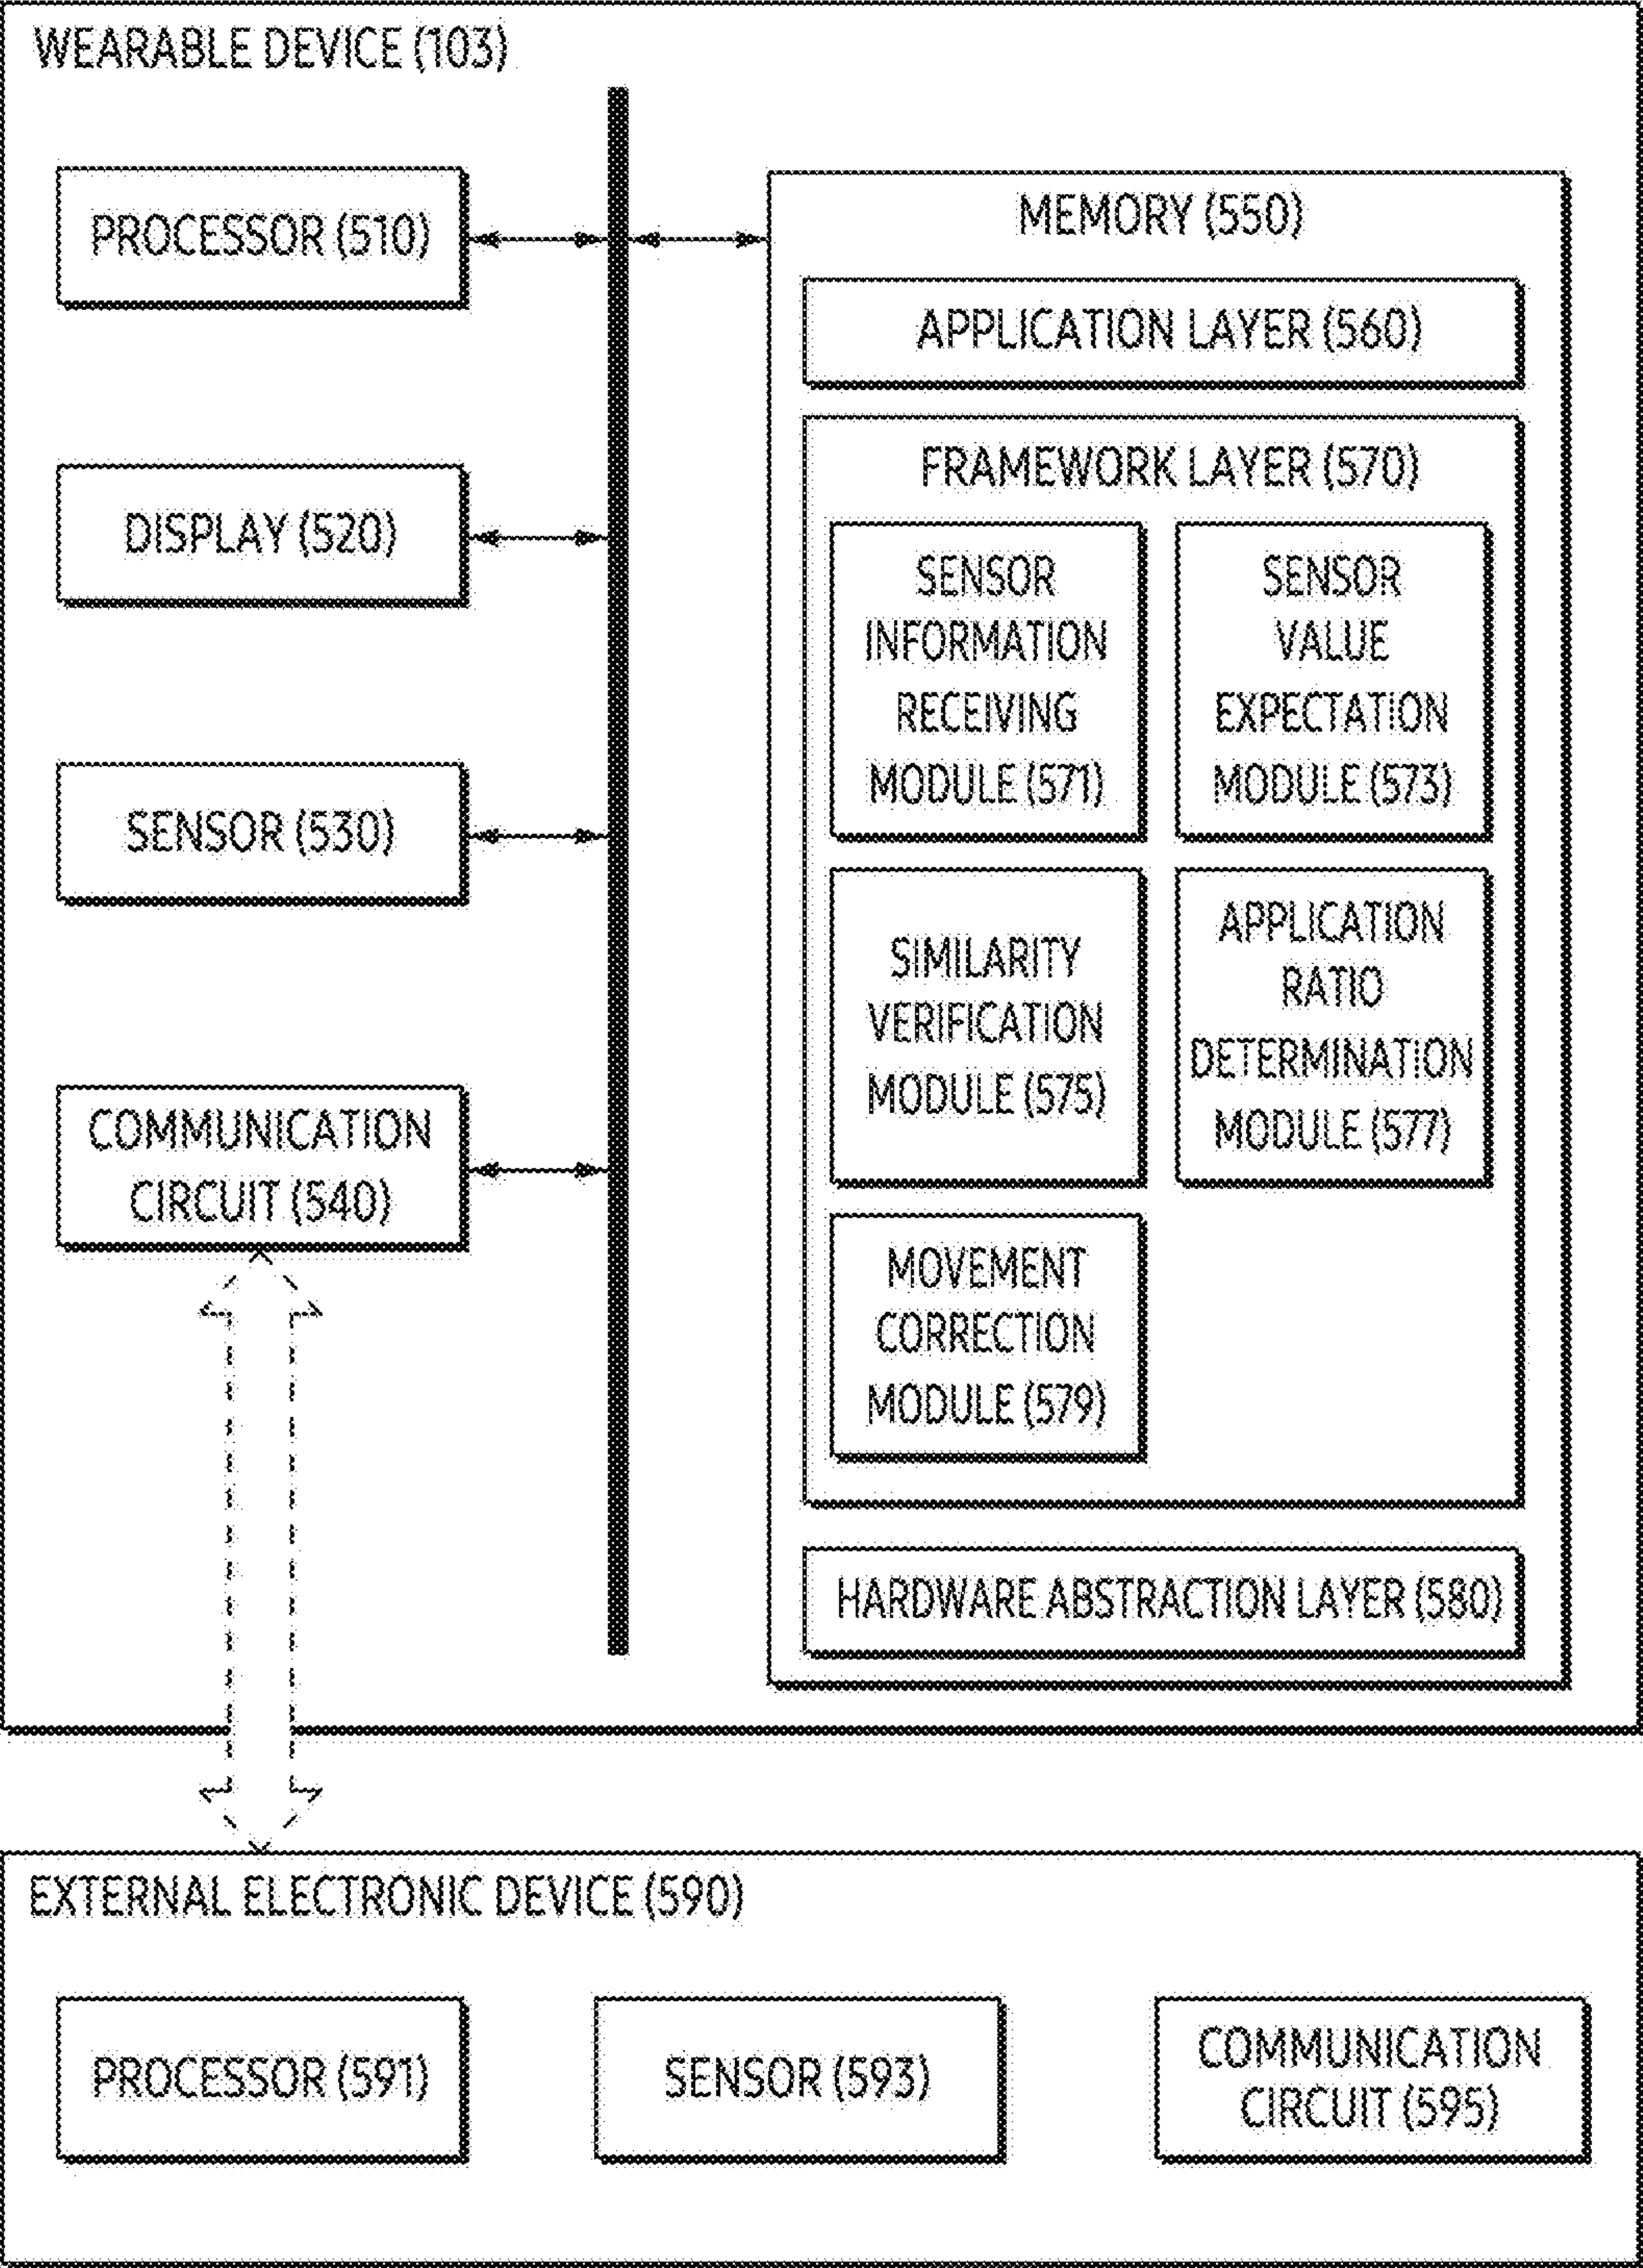 WEARABLE DEVICE (103)
PROCESSOR (510)
DISPLAY (520)
SENSOR (530)
COMMUNICATION
CIRCUIT (540)
MEMORY (550)
APPLICATION LAYER (560)
FRAMEWORK LAYER (570)
SENSOR
INFORMATION
RECEIVING
MODULE (571)
SENSOR
VALUE
EXPECTATION
MODULE (573)
SIMILARITY
VERIFICATION
MODULE (575)
APPLICATION
RATIO
DETERMINATION
MODULE (577)
MOVEMENT
CORRECTION
MODULE (579)
HARDWARE ABSTRACTION LAYER (580)
EXTERNAL ELECTRONIC DEVICE (590)
PROCESSOR (591)
SENSOR (593)
COMMUNICATION
CIRCUIT (595)